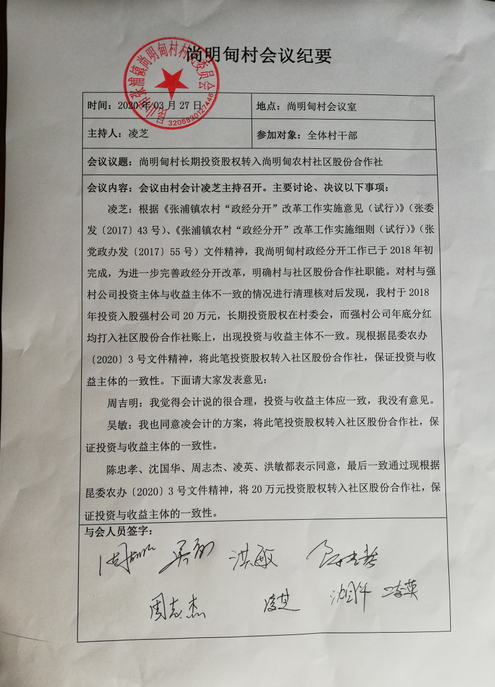 尚明甸村会议纪要
时间：2020年03月27日
地点：尚明甸村会议室
主持人：凌芝
参加对象：全体村干部
会议议题：尚明甸村长期投资股权转入尚明甸农村社区股份合作社
会议内容：会议由村会计凌芝主持召开。主要讨论、决议以下事项：
凌芝：根据《张浦镇农村“政经分开”改革工作实施意见（试行）》（张委
发〔2017〕43号）、《张浦镇农村“政经分开”改革工作实施细则（试行）》（张
党政办发〔2017〕55号）文件精神，我尚明甸村政经分开工作已于2018年初
完成，为进一步完善政经分开改革，明确村与社区股份合作社职能。对村与强
村公司投资主体与收益主体不一致的情况进行清理核对后发现，我村于2018
年投资入股强村公司20万元，长期投资股权在村委会，而强村公司年底分红
均打入社区股份合作社账上，出现投资与收益主体不一致。现根据昆委农办
〔2020〕3号文件精神，将此笔投资股权转入社区股份合作社，保证投资与收
益主体的一致性。下面请大家发表意见：
周吉明：我觉得会计说的很合理，投资与收益主体应一致，我没有意见。
吴敏：我也同意凌会计的方案，将此笔投资股权转入社区股份合作社，保
证投资与收益主体的一致性。
陈忠孝、沈国华、周志杰、凌英、洪敏都表示同意，最后一致通过现根据
昆委农办〔2020〕3号文件精神，将20万元投资股权转入社区股份合作社，保
证投资与收益主体的一致性。
与会人员签字：
周吉明 吴敏 洪敏 陈忠孝
周志杰 凌芝 沈国华 凌英
张浦镇尚明甸村村民委员会